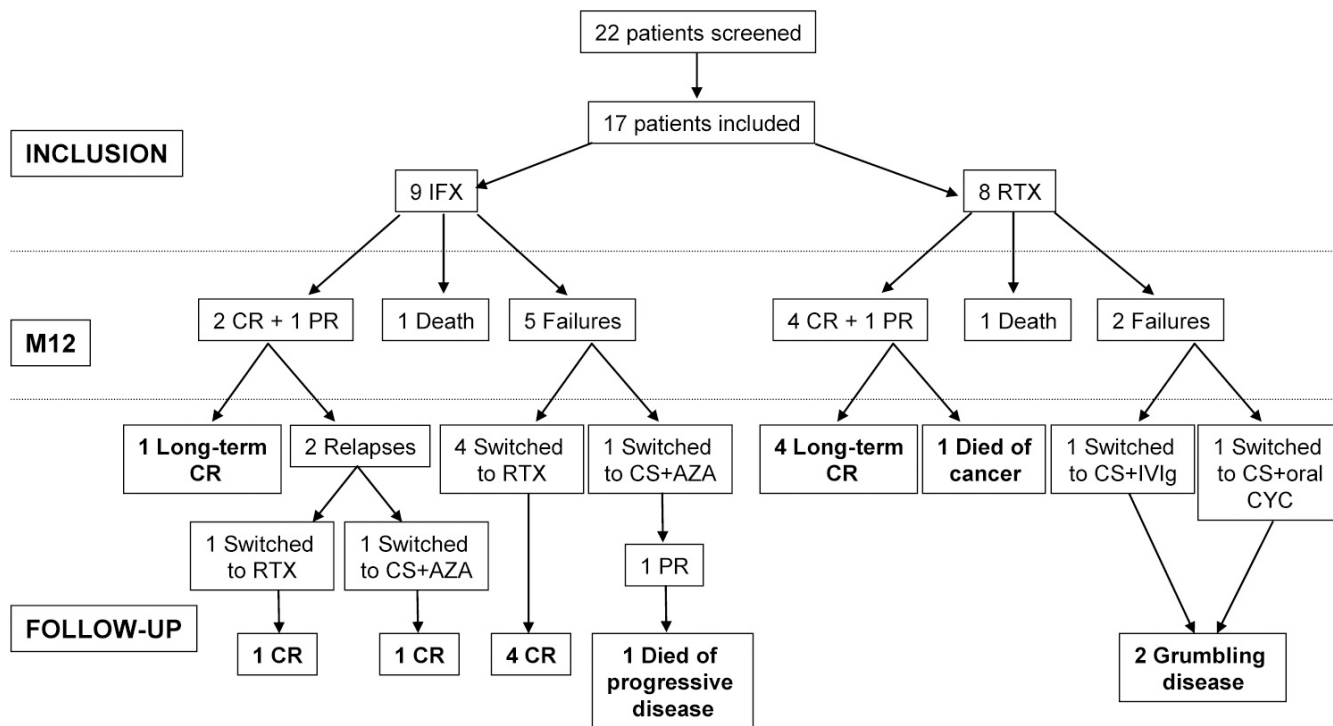 22 patients screened
17 patients included
INCLUSION
9 IFX
8 RTX
2 CR + 1 PR
1 Death
5 Failures
4 CR + 1 PR
1 Death
2 Failures
M12
1 Long-term
CR
2 Relapses
4 Switched
to RTX
1 Switched
to CS+AZA
4 Long-term
CR
1 Died of
cancer
1 Switched
to CS+IVIg
1 Switched
to CS+oral
CYC
1 Switched
to RTX
1 Switched
to CS+AZA
1 PR
FOLLOW-UP
1 CR
1 CR
4 CR
1 Died of
progressive
disease
2 Grumbling
disease